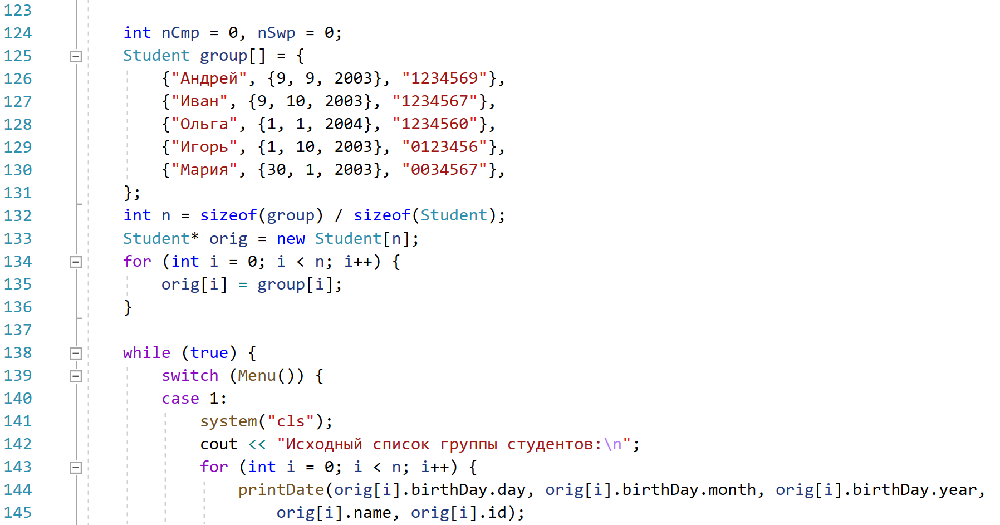 123
124 int nCmp = 0, nSwp = 0;
125 Student group[] = {
126 {"Андрей", {9, 9, 2003}, "1234569"},
127 {"Иван", {9, 10, 2003}, "1234567"},
128 {"Ольга", {1, 1, 2004}, "1234560"},
129 {"Игорь", {1, 10, 2003}, "0123456"},
130 {"Мария", {30, 1, 2003}, "0034567"},
131 };
132 int n = sizeof(group) / sizeof(Student);
133 Student* orig = new Student[n];
134 for (int i = 0; i < n; i++) {
135 orig[i] = group[i];
136 }
137
138 while (true) {
139 switch (Menu()) {
140 case 1:
141 system("cls");
142 cout << "Исходный список группы студентов:\n";
143 for (int i = 0; i < n; i++) {
144 printDate(orig[i].birthDay.day, orig[i].birthDay.month, orig[i].birthDay.year,
145 orig[i].name, orig[i].id);